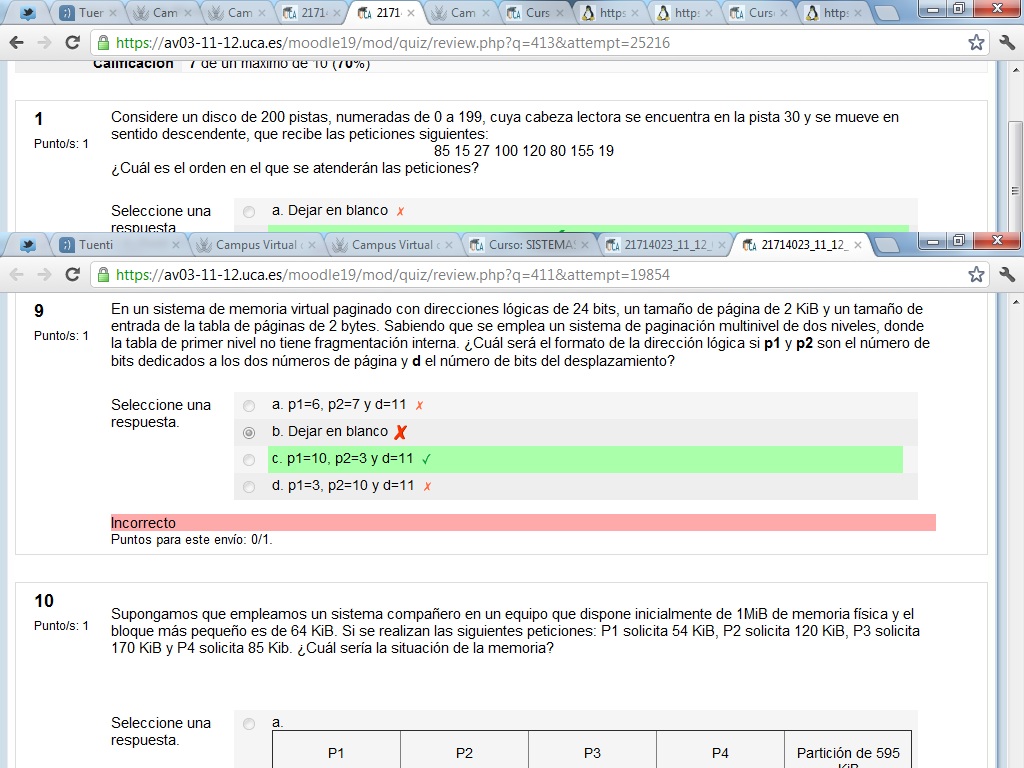 Tuer
Cam
Cam
2171
2171
Cam
Curs
https
https
Curs
https
https://av03-11-12.uca.es/moodle19/mod/quiz/review.php?q=413&attempt=25216
Calificación 7 de un máximo de 10 (70%)
1
Punto/s: 1
Considere un disco de 200 pistas, numeradas de 0 a 199, cuya cabeza lectora se encuentra en la pista 30 y se mueve en
sentido descendente, que recibe las peticiones siguientes:
85 15 27 100 120 80 155 19
¿Cuál es el orden en el que se atenderán las peticiones?
Seleccione una
respuesta.
a. Dejar en blanco ✗
Tuenti
Campus Virtual
Campus Virtual
Curso: SISTEMAS
21714023_11_12_
21714023_11_12_
https://av03-11-12.uca.es/moodle19/mod/quiz/review.php?q=411&attempt=19854
9
Punto/s: 1
En un sistema de memoria virtual paginado con direcciones lógicas de 24 bits, un tamaño de página de 2 KiB y un tamaño de
entrada de la tabla de páginas de 2 bytes. Sabiendo que se emplea un sistema de paginación multinivel de dos niveles, donde
la tabla de primer nivel no tiene fragmentación interna. ¿Cuál será el formato de la dirección lógica si p1 y p2 son el número de
bits dedicados a los dos números de página y d el número de bits del desplazamiento?
Seleccione una
respuesta.
a. p1=6, p2=7 y d=11 ✗
b. Dejar en blanco ✗
c. p1=10, p2=3 y d=11 ✓
d. p1=3, p2=10 y d=11 ✗
Incorrecto
Puntos para este envío: 0/1.
10
Punto/s: 1
Supongamos que empleamos un sistema compañero en un equipo que dispone inicialmente de 1MiB de memoria física y el
bloque más pequeño es de 64 KiB. Si se realizan las siguientes peticiones: P1 solicita 54 KiB, P2 solicita 120 KiB, P3 solicita
170 KiB y P4 solicita 85 Kib. ¿Cuál sería la situación de la memoria?
Seleccione una
respuesta.
a.
P1
P2
P3
P4
Partición de 595
KiB